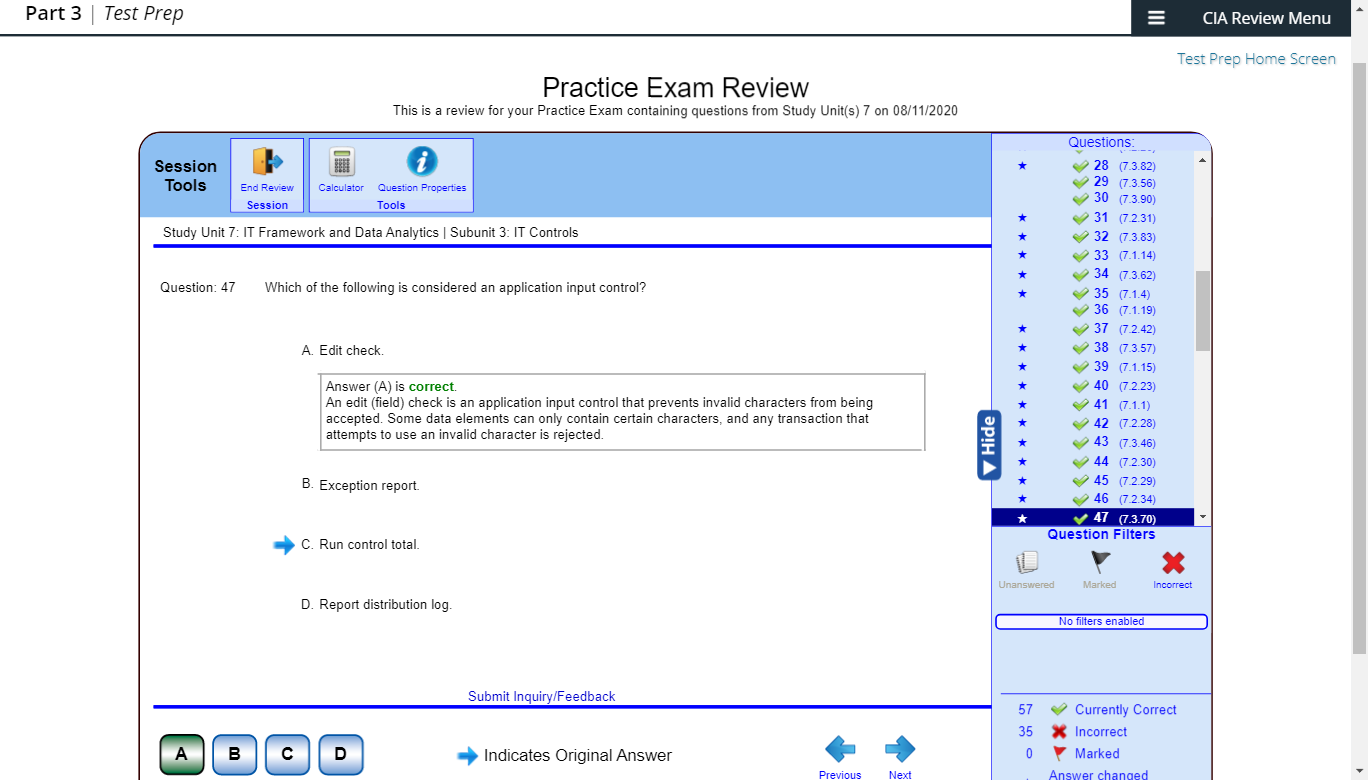 Part 3 | Test Prep
CIA Review Menu
Test Prep Home Screen
Practice Exam Review
This is a review for your Practice Exam containing questions from Study Unit(s) 7 on 08/11/2020
Session Tools
End Review
Session
Calculator
Question Properties
Tools
Study Unit 7: IT Framework and Data Analytics | Subunit 3: IT Controls
Question: 47 Which of the following is considered an application input control?
A. Edit check.
Answer (A) is correct.
An edit (field) check is an application input control that prevents invalid characters from being
accepted. Some data elements can only contain certain characters, and any transaction that
attempts to use an invalid character is rejected.
B. Exception report.
C. Run control total.
D. Report distribution log.
Submit Inquiry/Feedback
A B C D
Indicates Original Answer
Previous
Next
Hide
Questions:
28 (7.3.82)
29 (7.3.56)
30 (7.3.90)
31 (7.2.31)
32 (7.3.83)
33 (7.1.14)
34 (7.3.62)
35 (7.1.4)
36 (7.1.19)
37 (7.2.42)
38 (7.3.57)
39 (7.1.15)
40 (7.2.23)
41 (7.1.1)
42 (7.2.28)
43 (7.3.46)
44 (7.2.30)
45 (7.2.29)
46 (7.2.34)
47 (7.3.70)
Question Filters
Unanswered
Marked
Incorrect
No filters enabled
57 Currently Correct
35 Incorrect
0 Marked
Answer changed